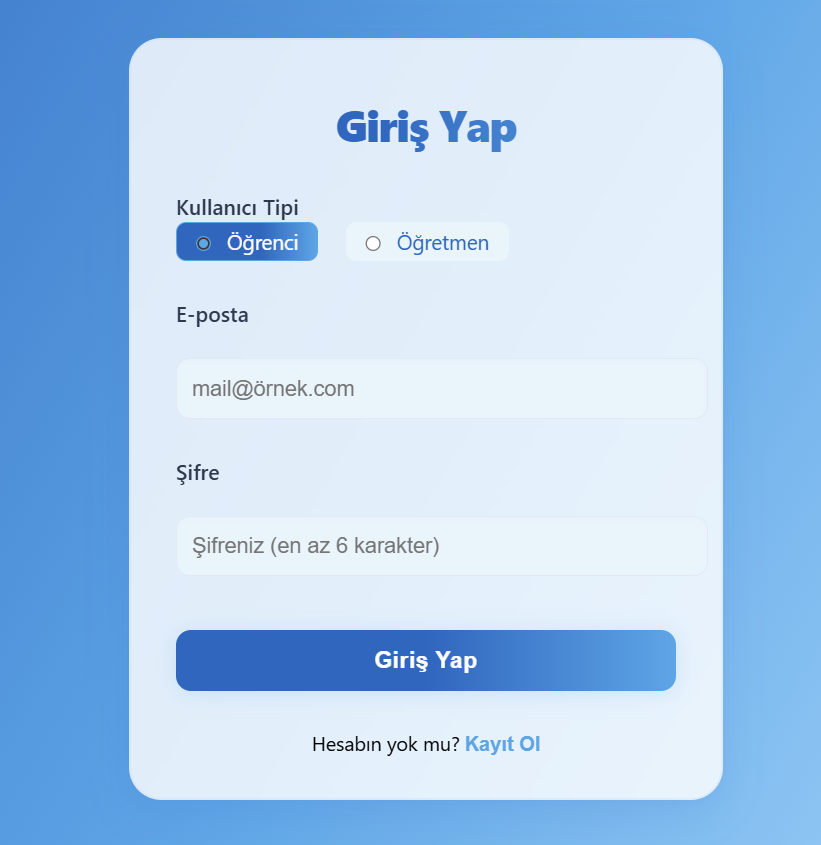 Giriş Yap
Kullanıcı Tipi
Öğrenci Öğretmen
E-posta
mail@örnek.com
Şifre
Şifreniz (en az 6 karakter)
Giriş Yap
Hesabın yok mu? Kayıt Ol